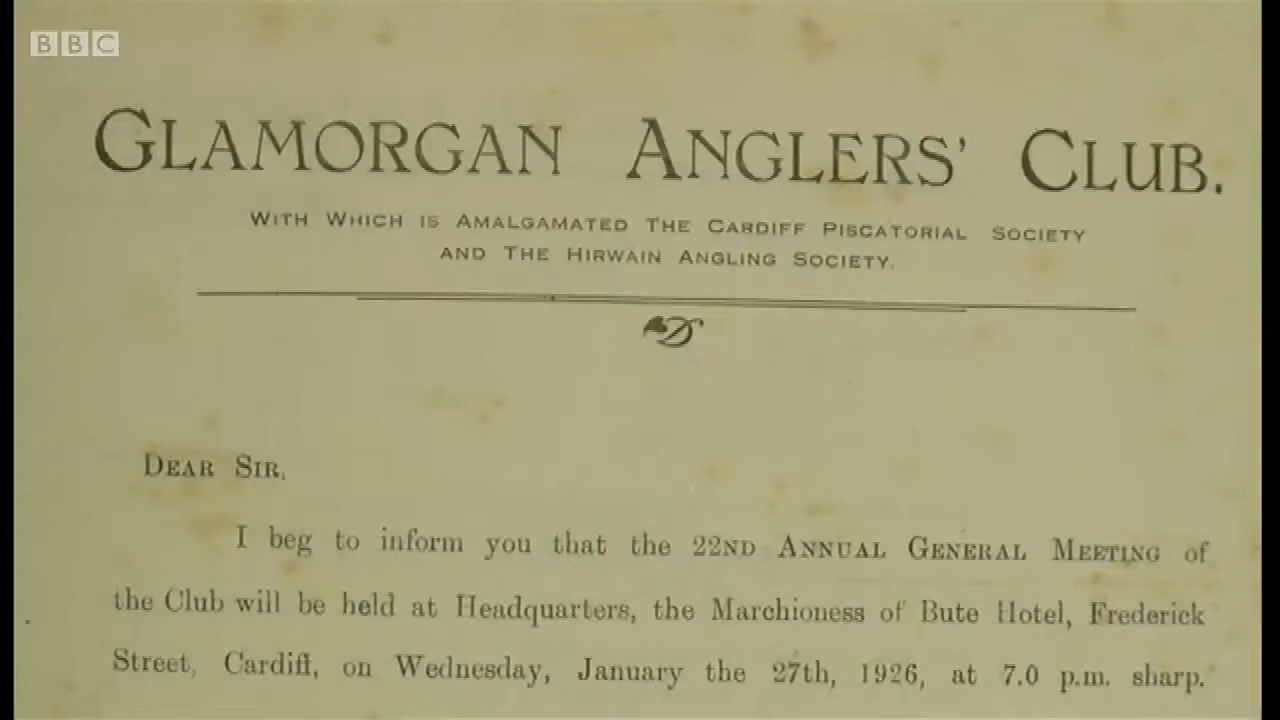 BBC
GLAMORGAN ANGLERS' CLUB.
WITH WHICH IS AMALGAMATED THE CARDIFF PISCATORIAL SOCIETY
AND THE HIRWAIN ANGLING SOCIETY.
DEAR SIR,
I beg to inform you that the 22ND ANNUAL GENERAL MEETING of
the Club will be held at Headquarters, the Marchioness of Bute Hotel, Frederick
Street, Cardiff, on Wednesday, January the 27th, 1926, at 7.0 p.m. sharp.